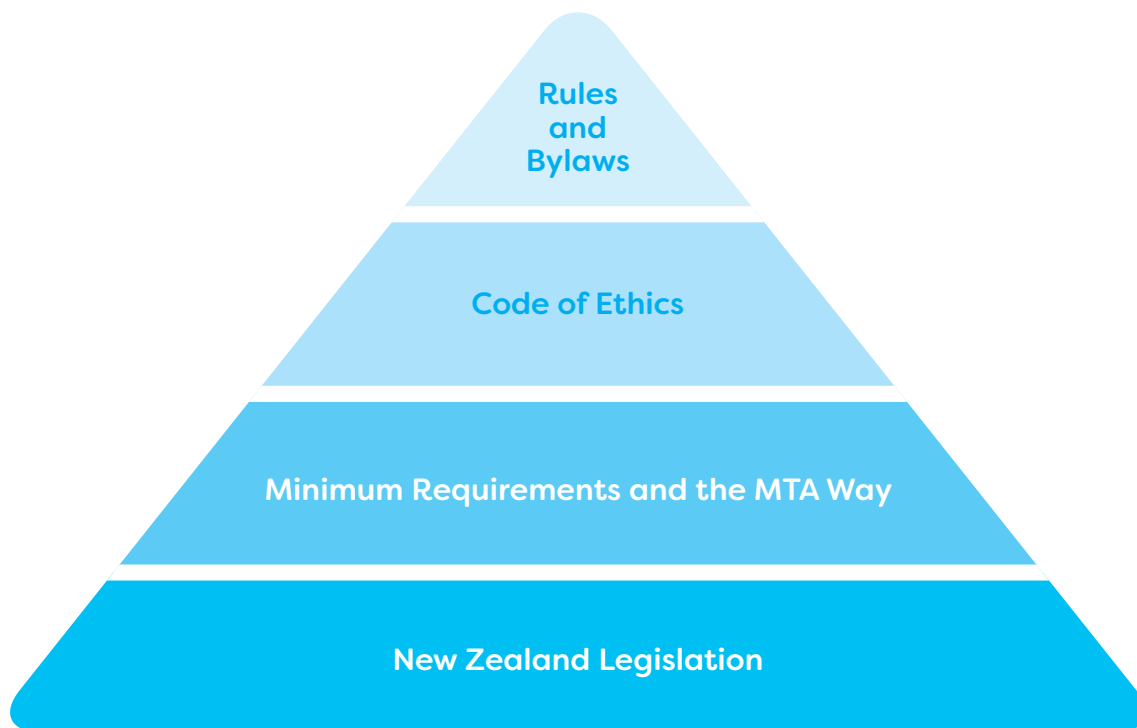 Rules
and
Bylaws
Code of Ethics
Minimum Requirements and the MTA Way
New Zealand Legislation